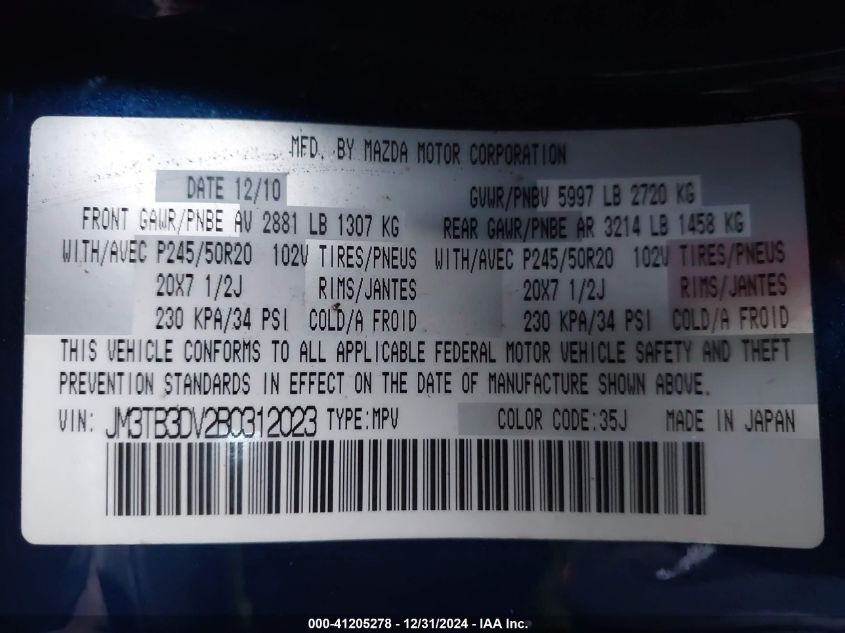 MFD. BY MAZDA MOTOR CORPORATION
DATE 12/10 GVWR/PNBV 5997 LB 2720 KG
FRONT GAWR/PNBE AV 2881 LB 1307 KG REAR GAWR/PNBE AR 3214 LB 1458 KG
WITH/AVEC P245/50R20 102V TIRES/PNEUS WITH/AVEC P245/50R20 102V TIRES/PNEUS
20X7 1/2J RIMS/JANTES 20X7 1/2J RIMS/JANTES
230 KPA/34 PSI COLD/A FROID 230 KPA/34 PSI COLD/A FROID
THIS VEHICLE CONFORMS TO ALL APPLICABLE FEDERAL MOTOR VEHICLE SAFETY AND THEFT
PREVENTION STANDARDS IN EFFECT ON THE DATE OF MANUFACTURE SHOWN ABOVE.
VIN: JM3TB3DV2B0312023 TYPE:MPV COLOR CODE:35J MADE IN JAPAN
000-41205278 - 12/31/2024 - IAA Inc.